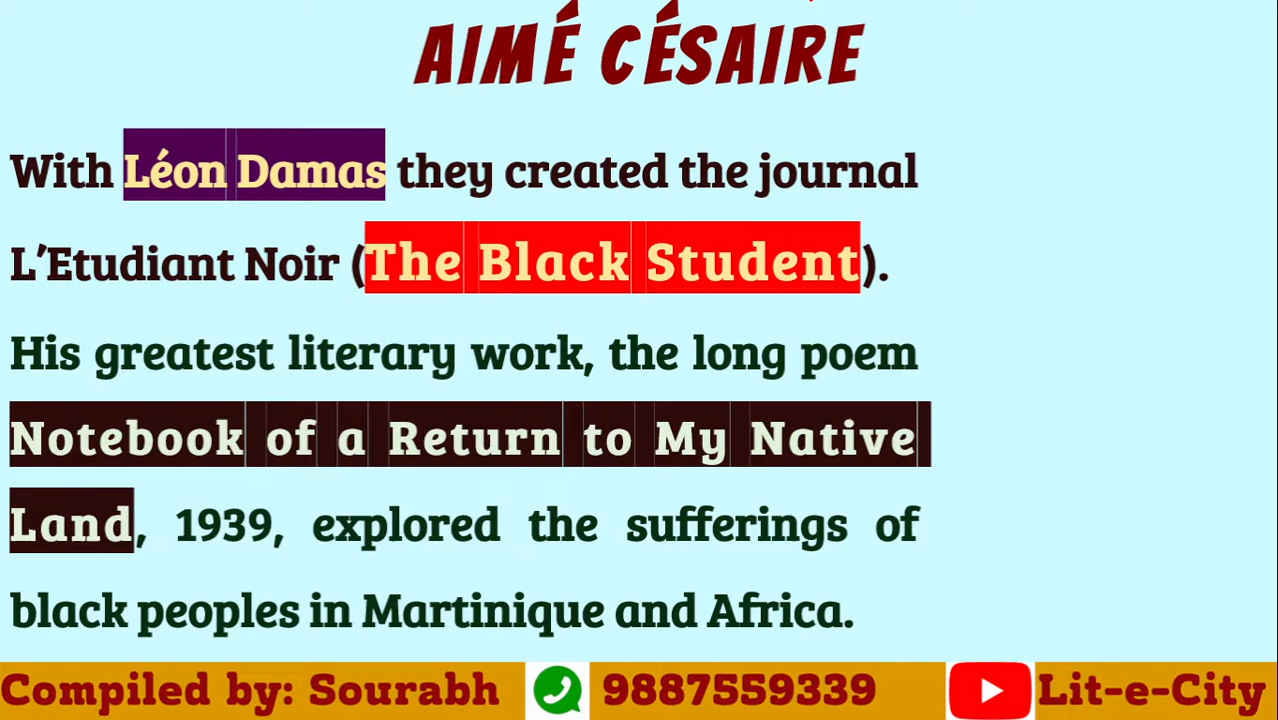 AIMÉ CÉSAIRE
With Léon Damas they created the journal
L’Etudiant Noir (The Black Student).
His greatest literary work, the long poem
Notebook of a Return to My Native
Land, 1939, explored the sufferings of
black peoples in Martinique and Africa.
Compiled by: Sourabh 9887559339 Lit-e-City